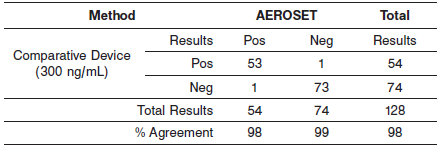 Method AEROSET Total
Results Pos Neg Results
Comparative Device
(300 ng/mL)
Pos 53 1 54
Neg 1 73 74
Total Results 54 74 128
% Agreement 98 99 98